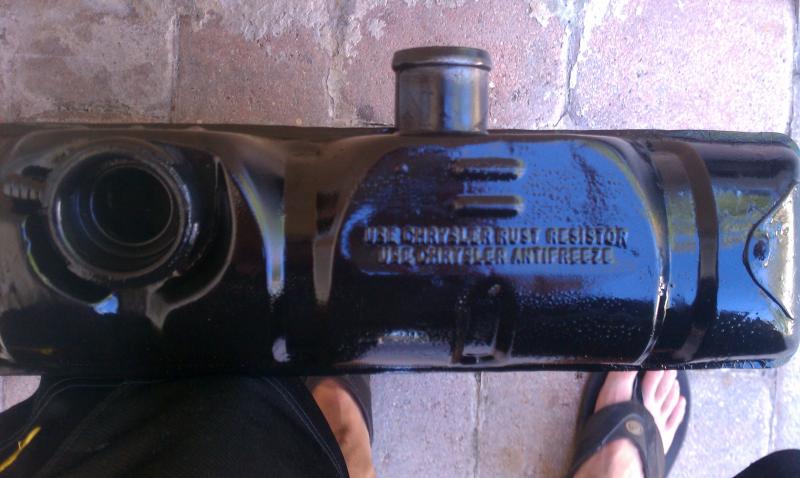 USE CHRYSLER RUST RESISTOR
USE CHRYSLER ANTIFREEZE